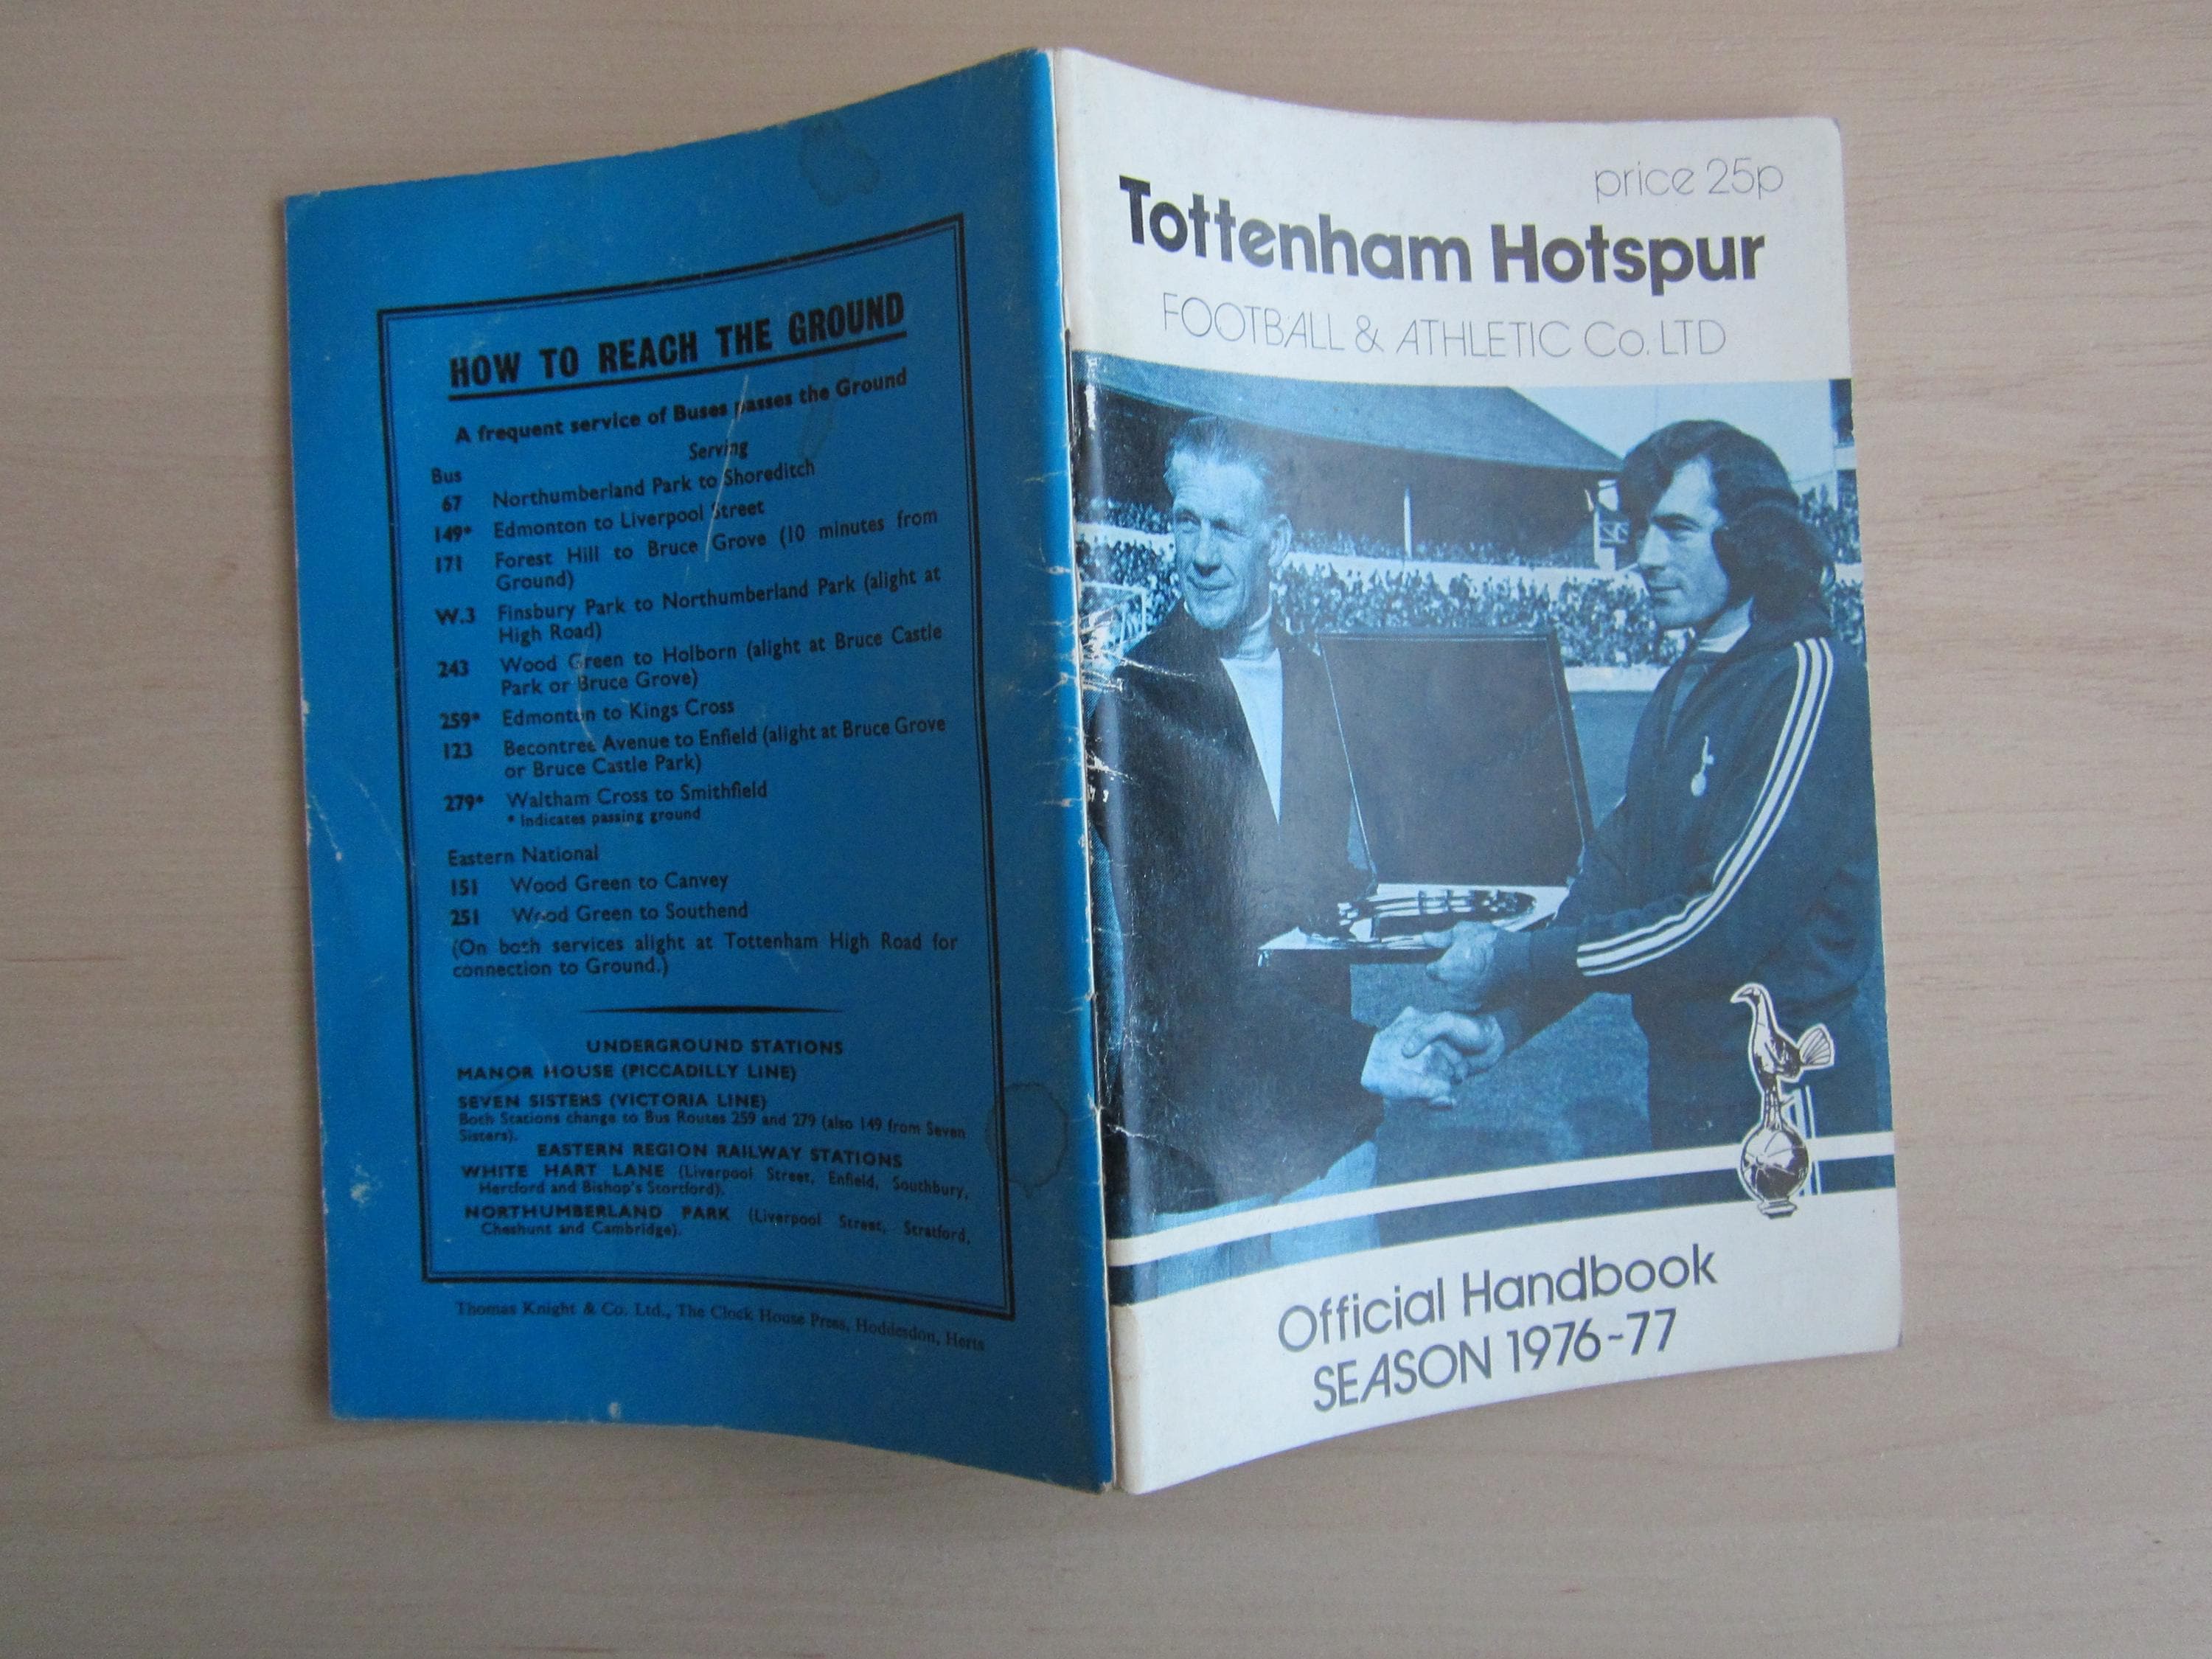 HOW TO REACH THE GROUND
A frequent service of Buses passes the Ground
Serving
Bus
67 Northumberland Park to Shoreditch
149* Edmonton to Liverpool Street
171 Forest Hill to Bruce Grove (10 minutes from
Ground)
W.3 Finsbury Park to Northumberland Park (alight at
High Road)
243 Wood Green to Holborn (alight at Bruce Castle
Park or Bruce Grove)
259* Edmonton to Kings Cross
123 Becontree Avenue to Enfield (alight at Bruce Grove
or Bruce Castle Park)
279* Waltham Cross to Smithfield
* Indicates passing ground
Eastern National
151 Wood Green to Canvey
251 Wood Green to Southend
(On both services alight at Tottenham High Road for
connection to Ground.)
UNDERGROUND STATIONS
MANOR HOUSE (PICCADILLY LINE)
SEVEN SISTERS (VICTORIA LINE)
Both Stations change to Bus Routes 259 and 279 (also 149 from Seven
Sisters).
EASTERN REGION RAILWAY STATIONS
WHITE HART LANE (Liverpool Street, Enfield, Southbury,
Hertford and Bishop's Stortford).
NORTHUMBERLAND PARK (Liverpool Street, Stratford,
Cheshunt and Cambridge).
Thomas Knight & Co. Ltd., The Clock House Press, Hoddesdon, Herts
price 25p
Tottenham Hotspur
FOOTBALL & ATHLETIC Co. LTD
Official Handbook
SEASON 1976-77